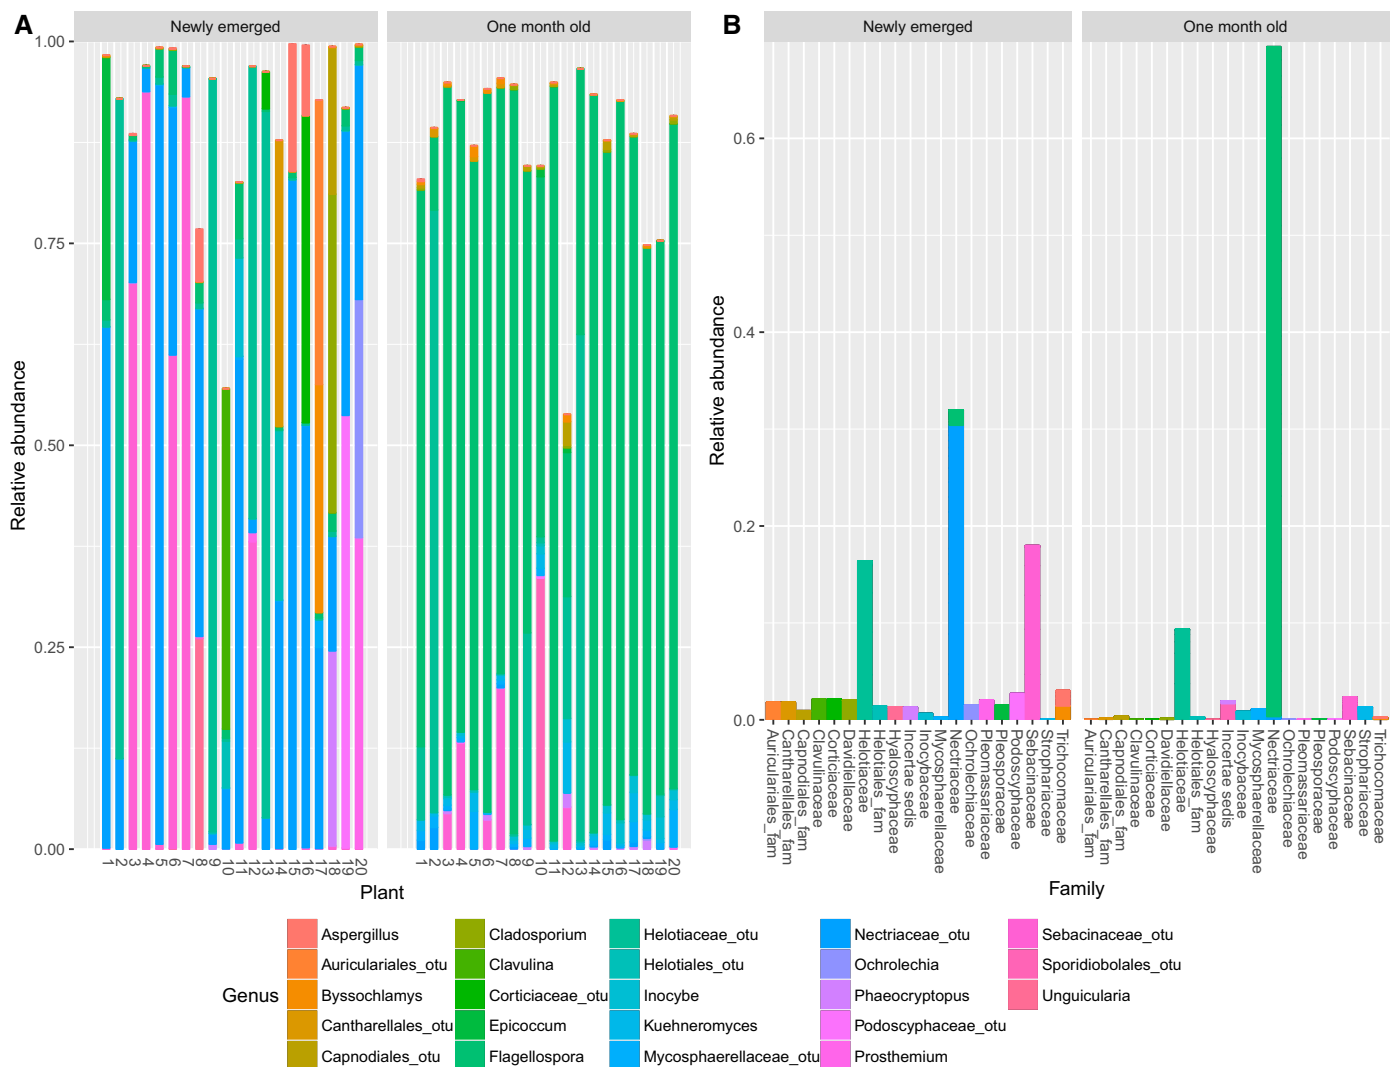 A
Newly emerged
One month old
Relative abundance
1.00
0.75
0.50
0.25
0.00
1 2 3 4 5 6 7 8 9 10 11 12 13 14 15 16 17 18 19 20
1 2 3 4 5 6 7 8 9 10 11 12 13 14 15 16 17 18 19 20
Plant
B
Newly emerged
One month old
Relative abundance
0.6
0.4
0.2
0.0
Auriculariales_fam
Cantharellales_fam
Capnodiales_fam
Clavulinaceae
Corticiaceae
Davidiellaceae
Helotiaceae
Helotiales_fam
Hyaloscyphaceae
Incertae sedis
Inocybaceae
Mycosphaerellaceae
Nectriaceae
Ochrolechiaceae
Pleomassariaceae
Pleosporaceae
Podoscyphaceae
Sebacinaceae
Strophariaceae
Trichocomaceae
Auriculariales_fam
Cantharellales_fam
Capnodiales_fam
Clavulinaceae
Corticiaceae
Davidiellaceae
Helotiaceae
Helotiales_fam
Hyaloscyphaceae
Incertae sedis
Inocybaceae
Mycosphaerellaceae
Nectriaceae
Ochrolechiaceae
Pleomassariaceae
Pleosporaceae
Podoscyphaceae
Sebacinaceae
Strophariaceae
Trichocomaceae
Family
Genus
Aspergillus
Auriculariales_otu
Byssochlamys
Cantharellales_otu
Capnodiales_otu
Cladosporium
Clavulina
Corticiaceae_otu
Epicoccum
Flagellospora
Helotiaceae_otu
Helotiales_otu
Inocybe
Kuehneromyces
Mycosphaerellaceae_otu
Nectriaceae_otu
Ochrolechia
Phaeocryptopus
Podoscyphaceae_otu
Prosthemium
Sebacinaceae_otu
Sporidiobolales_otu
Unguicularia